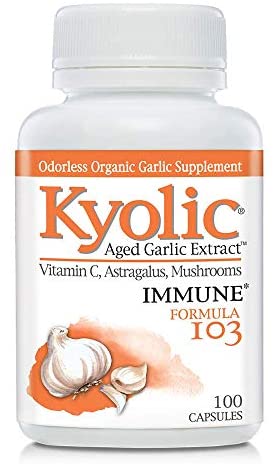 Odorless Organic Garlic Supplement
Kyolic®
Aged Garlic Extract™
Vitamin C, Astragalus, Mushrooms
IMMUNE*
FORMULA
103
100
CAPSULES